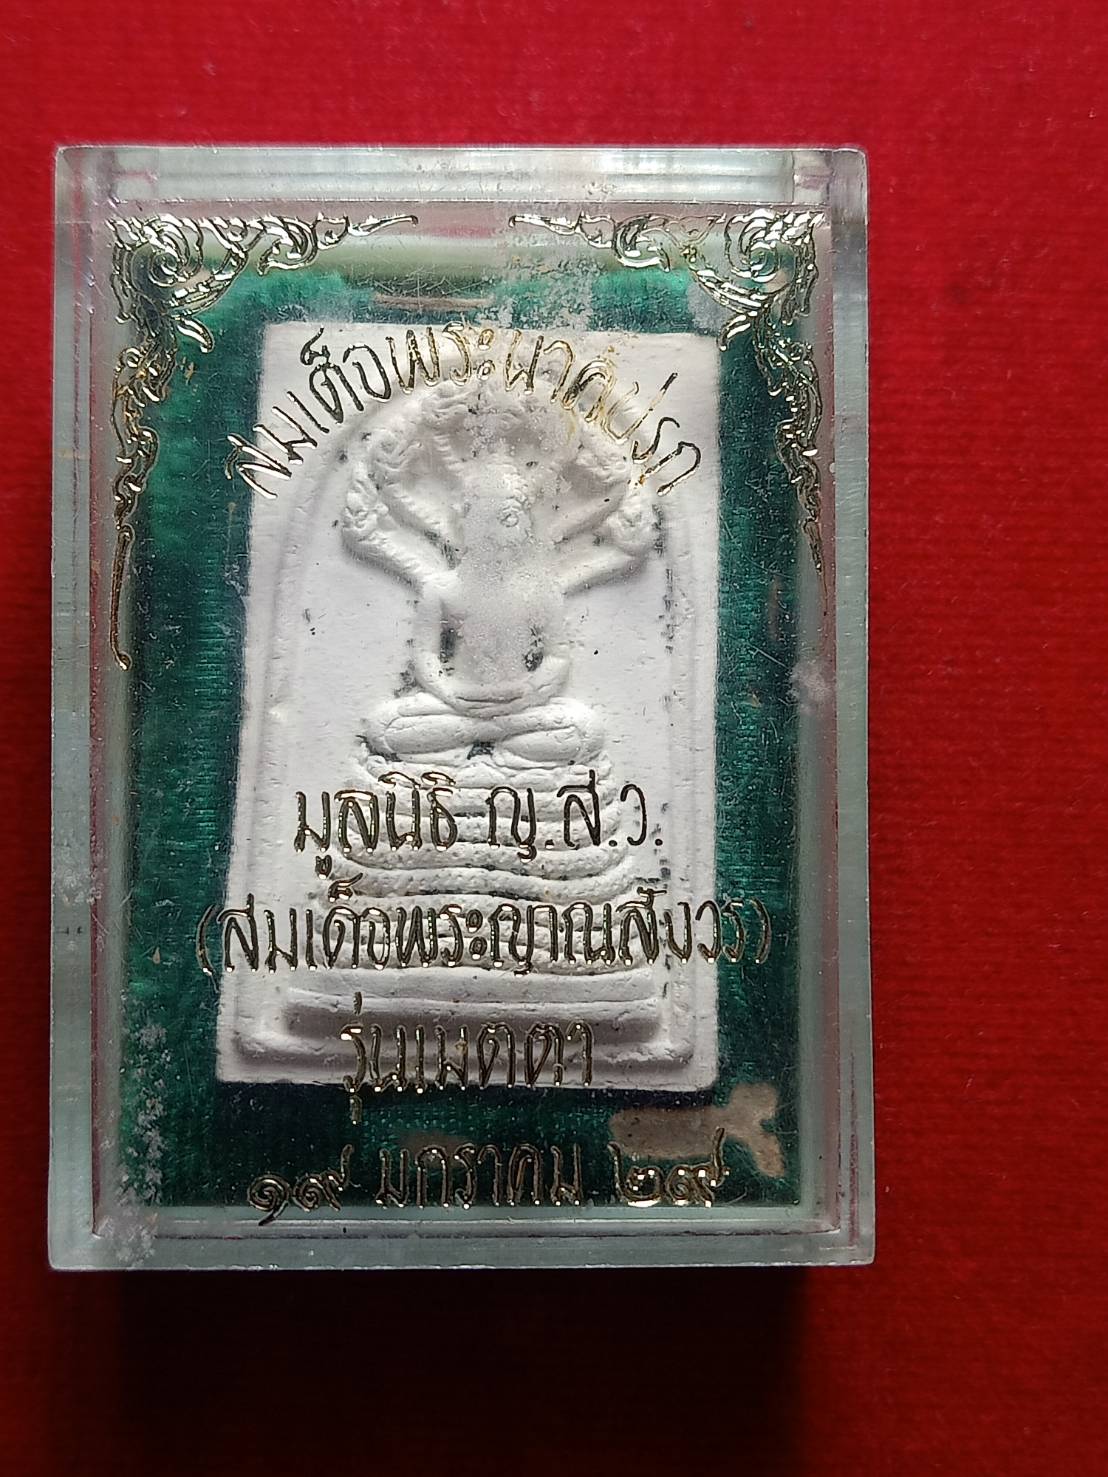 สมเด็จพระนาคปรก
มูลนิธิ ญ.ส.ว.
(สมเด็จพระญาณสังวร)
รุ่นเมตตา
๑๙ มกราคม ๒๙